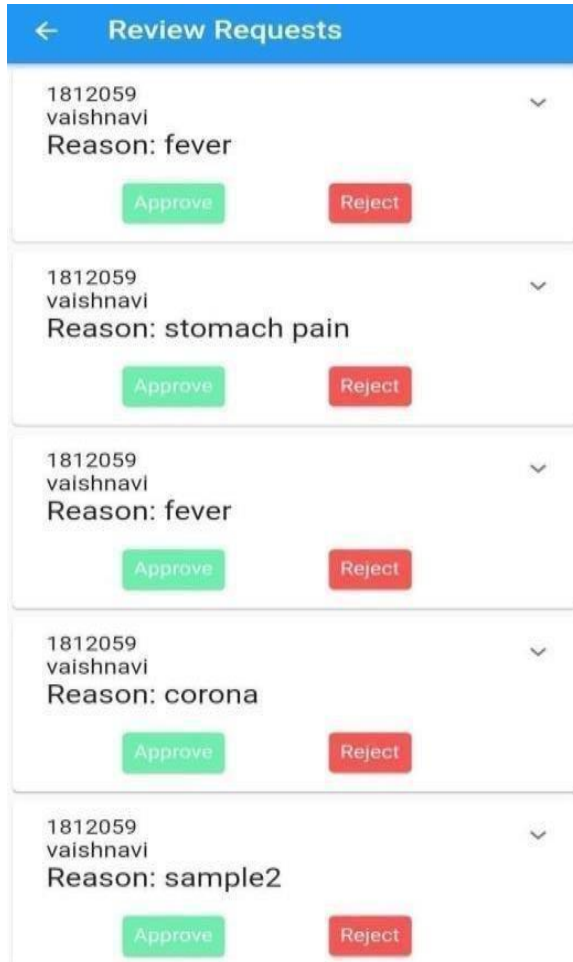 Review Requests
1812059
vaishnavi
Reason: fever
Approve Reject
1812059
vaishnavi
Reason: stomach pain
Approve Reject
1812059
vaishnavi
Reason: fever
Approve Reject
1812059
vaishnavi
Reason: corona
Approve Reject
1812059
vaishnavi
Reason: sample2
Approve Reject